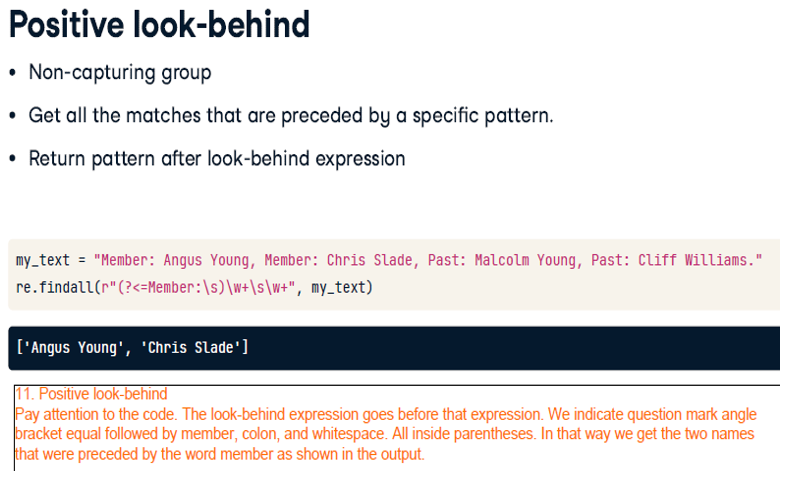 Positive look-behind
• Non-capturing group
• Get all the matches that are preceded by a specific pattern.
• Return pattern after look-behind expression
my_text = "Member: Angus Young, Member: Chris Slade, Past: Malcolm Young, Past: Cliff Williams."
re.findall(r"(?<=Member:\s)\w+\s\w+", my_text)
['Angus Young', 'Chris Slade']
11. Positive look-behind
Pay attention to the code. The look-behind expression goes before that expression. We indicate question mark angle
bracket equal followed by member, colon, and whitespace. All inside parentheses. In that way we get the two names
that were preceded by the word member as shown in the output.